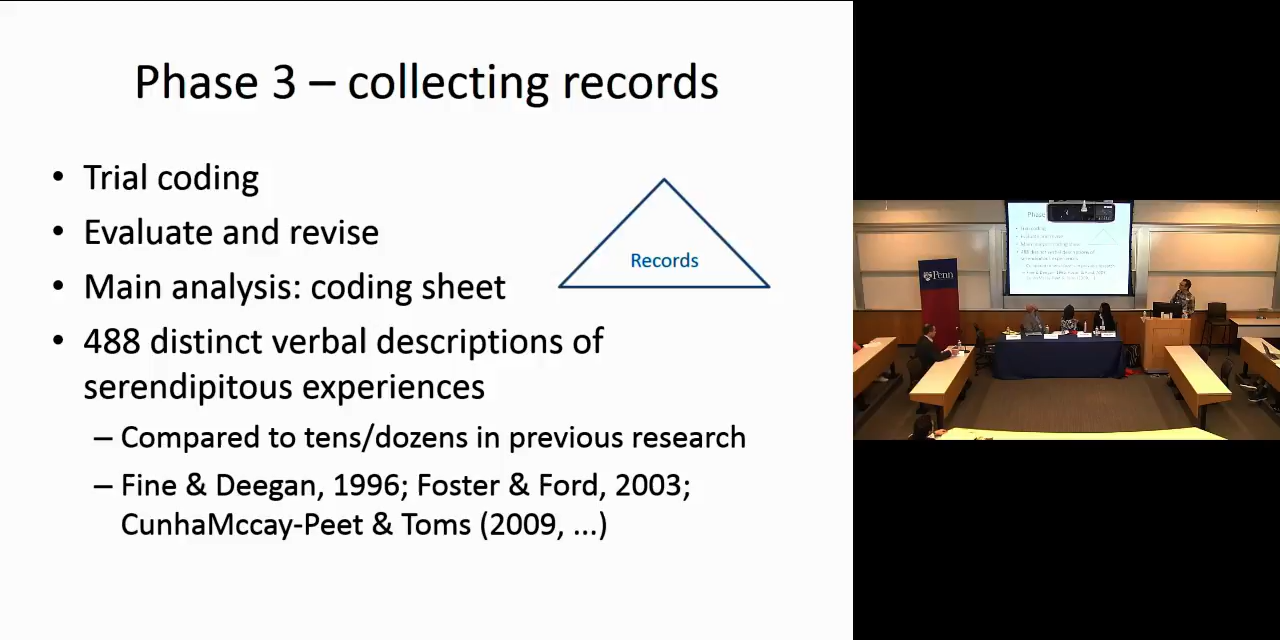 Phase 3 – collecting records
• Trial coding
• Evaluate and revise
• Main analysis: coding sheet
• 488 distinct verbal descriptions of
serendipitous experiences
– Compared to tens/dozens in previous research
– Fine & Deegan, 1996; Foster & Ford, 2003;
CunhaMccay-Peet & Toms (2009, ...)
Records
Penn